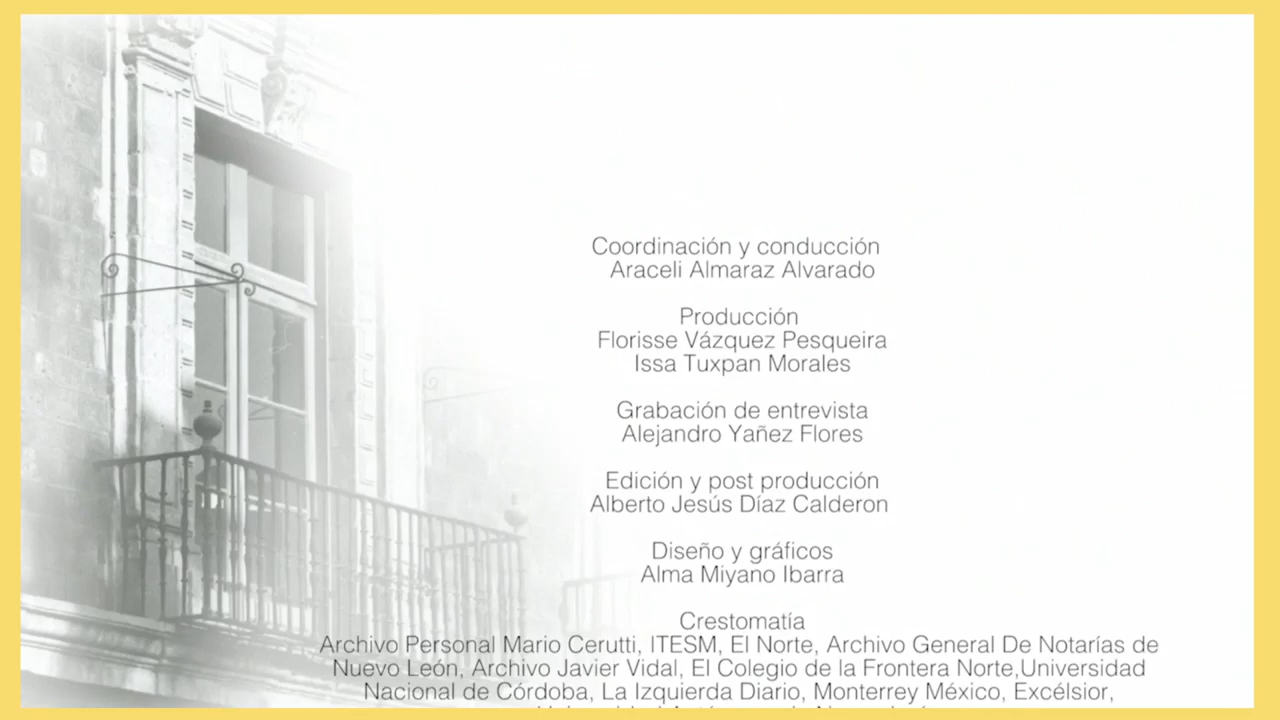 Coordinación y conducción
Araceli Almaraz Alvarado
Producción
Florisse Vázquez Pesqueira
Issa Tuxpan Morales
Grabación de entrevista
Alejandro Yañez Flores
Edición y post producción
Alberto Jesús Díaz Calderon
Diseño y gráficos
Alma Miyano Ibarra
Crestomatía
Archivo Personal Mario Cerutti, ITESM, El Norte, Archivo General De Notarías de
Nuevo León, Archivo Javier Vidal, El Colegio de la Frontera Norte,Universidad
Nacional de Córdoba, La Izquierda Diario, Monterrey México, Excélsior,